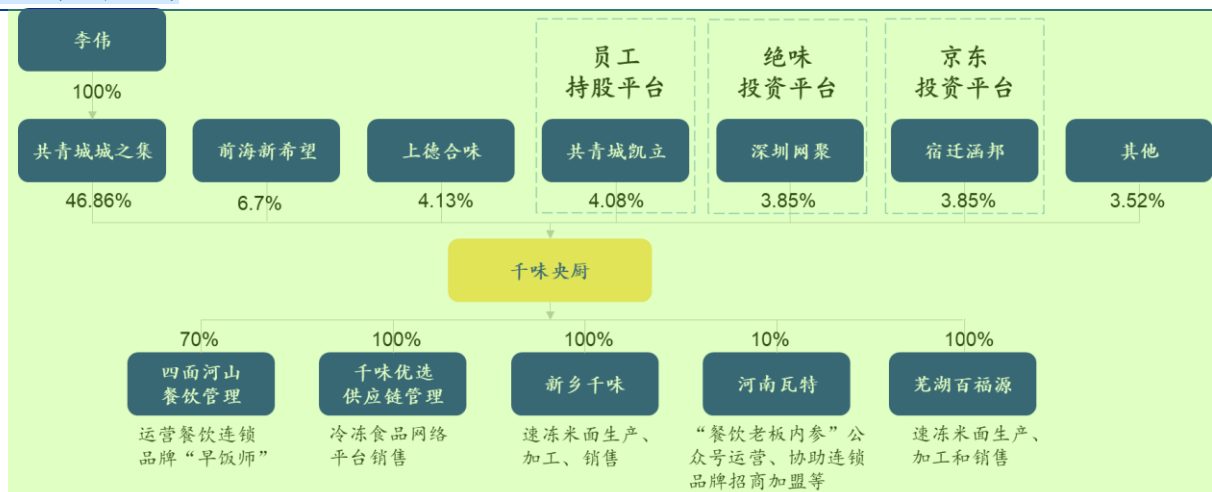 李伟
100%
员工
持股平台
绝味
投资平台
京东
投资平台
共青城城之集
前海新希望
上德合味
共青城凯立
深圳网聚
宿迁涵邦
其他
46.86%
6.7%
4.13%
4.08%
3.85%
3.85%
3.52%
千味央厨
70%
100%
100%
10%
100%
四面河山
餐饮管理
千味优选
供应链管理
新乡千味
河南瓦特
芜湖百福源
运营餐饮连锁
品牌“早饭师”
冷冻食品网络
平台销售
速冻米面生产、
加工、销售
“餐饮老板内参”公
众号运营、协助连锁
品牌招商加盟等
速冻米面生产、
加工和销售